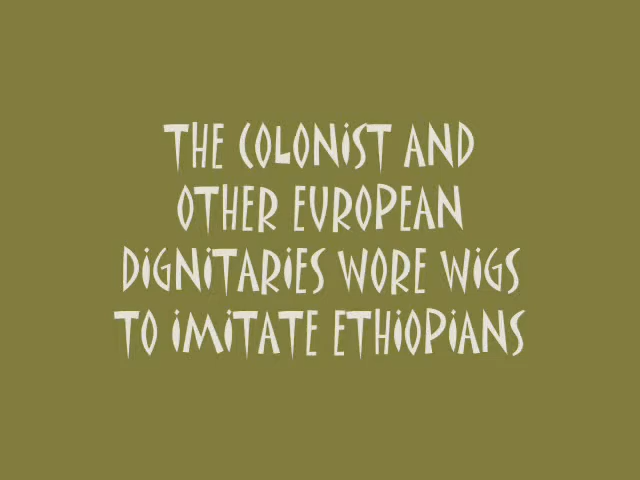 THE COLONIST AND
OTHER EUROPEAN
DIGNITARIES WORE WIGS
TO IMITATE ETHIOPIANS